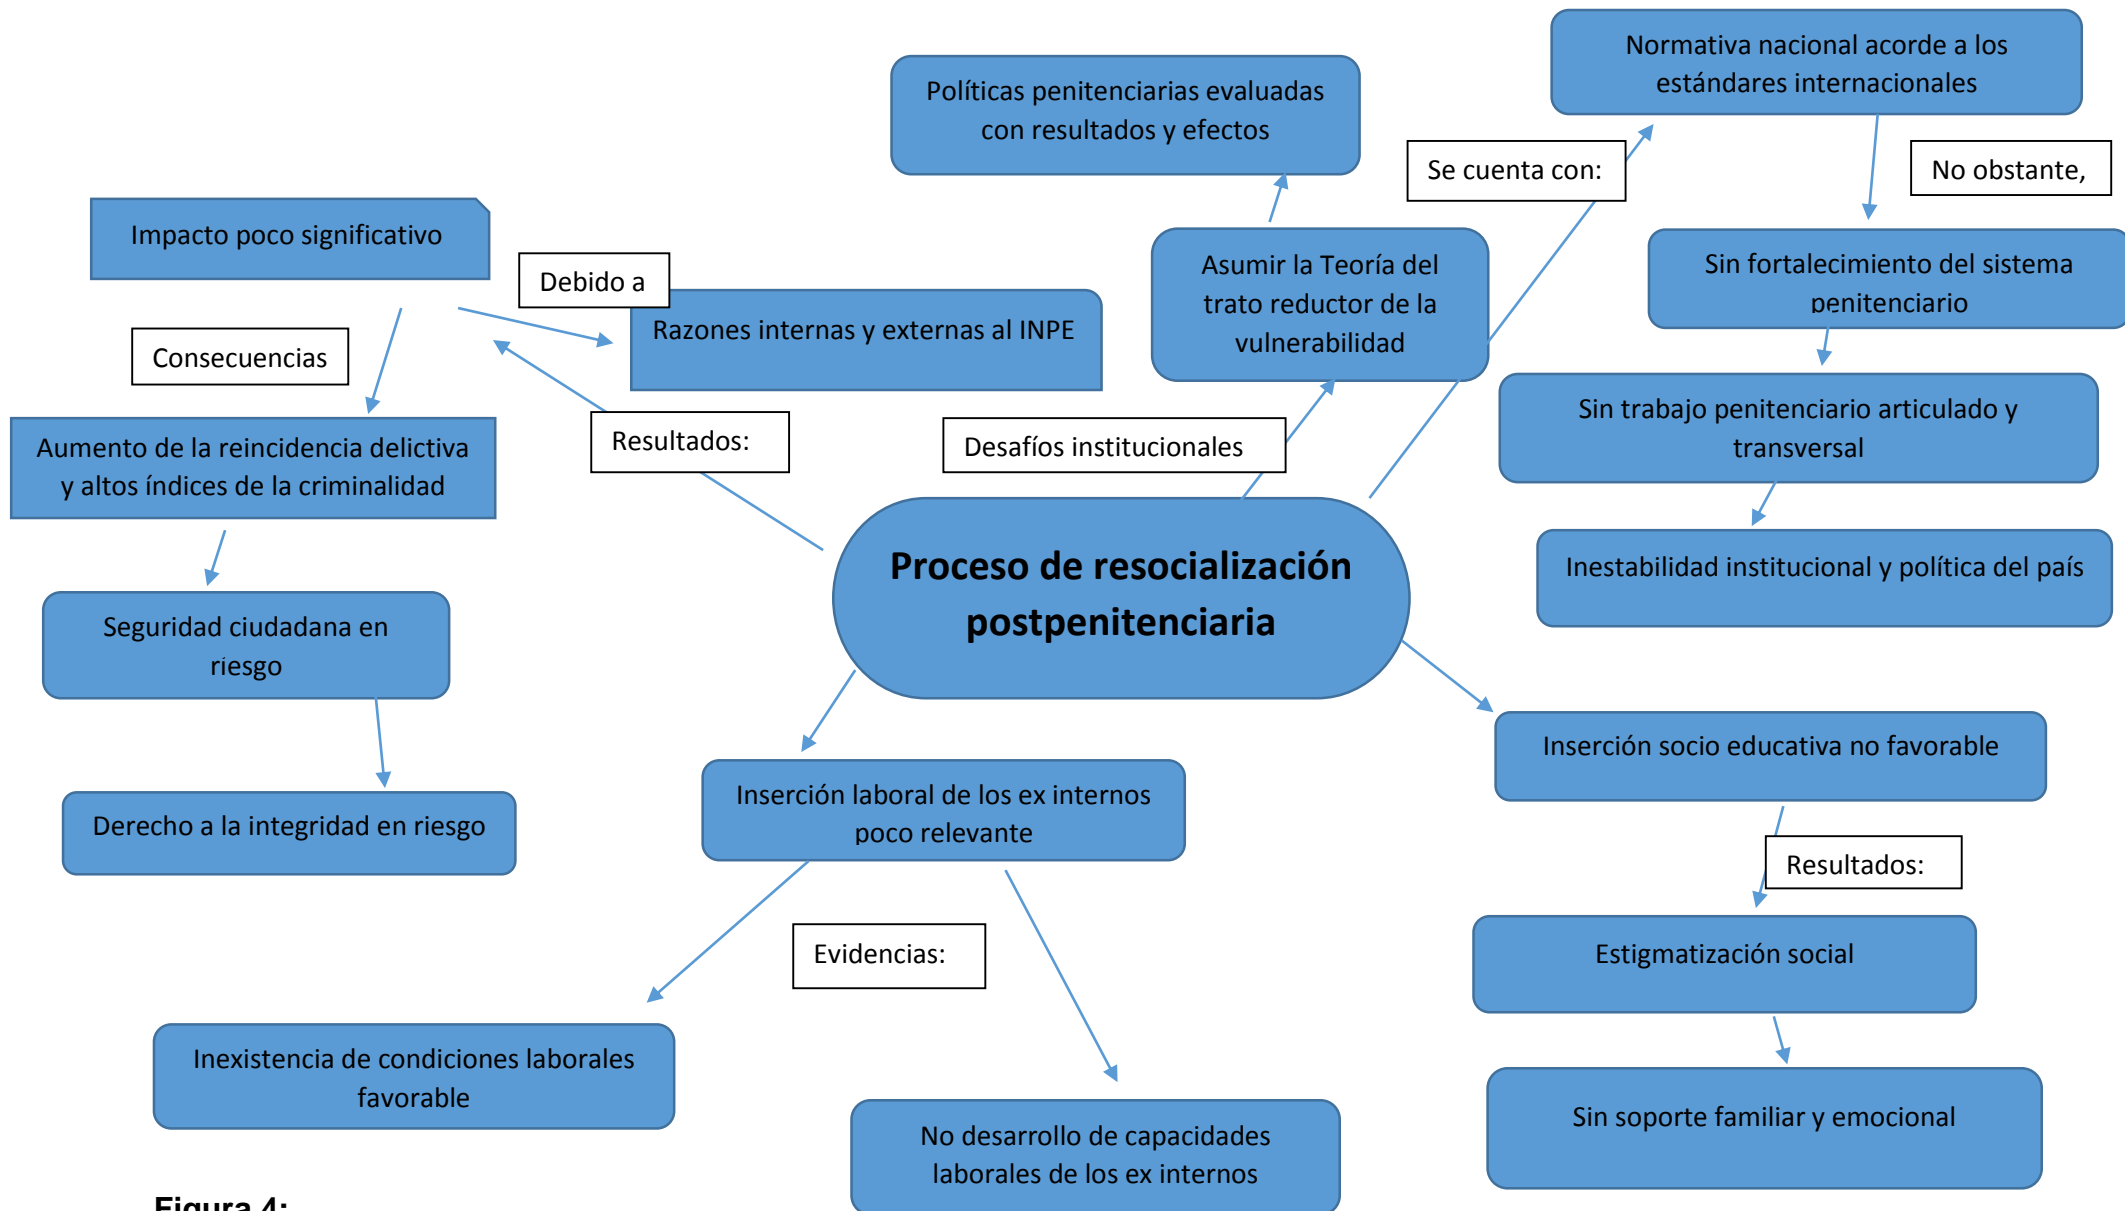 Normativa nacional acorde a los
estándares internacionales
Políticas penitenciarias evaluadas
con resultados y efectos
Se cuenta con:
No obstante,
Impacto poco significativo
Debido a
Asumir la Teoría del
trato reductor de la
vulnerabilidad
Sin fortalecimiento del sistema
penitenciario
Razones internas y externas al INPE
Consecuencias
Sin trabajo penitenciario articulado y
transversal
Aumento de la reincidencia delictiva
y altos índices de la criminalidad
Resultados:
Desafíos institucionales
Proceso de resocialización
postpenitenciaria
Inestabilidad institucional y política del país
Seguridad ciudadana en
riesgo
Inserción socio educativa no favorable
Derecho a la integridad en riesgo
Inserción laboral de los ex internos
poco relevante
Resultados:
Evidencias:
Estigmatización social
Inexistencia de condiciones laborales
favorable
No desarrollo de capacidades
laborales de los ex internos
Sin soporte familiar y emocional
Figura 4: